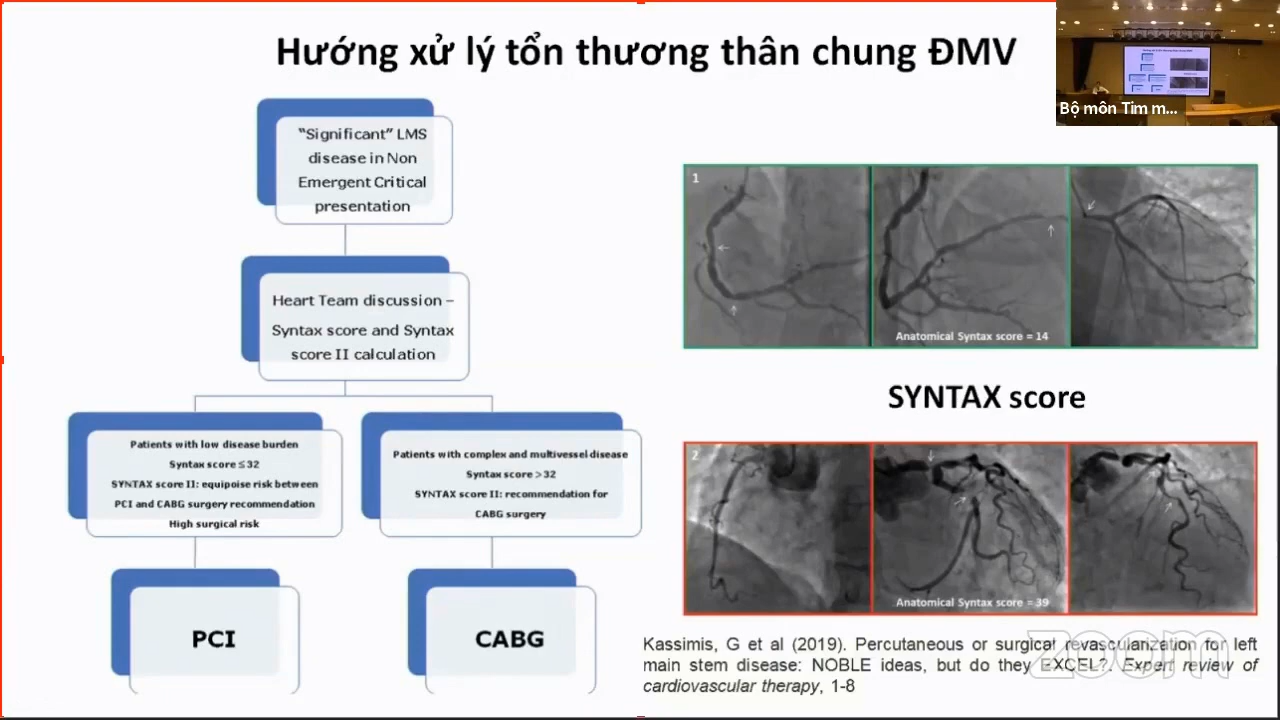 Hướng xử lý tổn thương thân chung ĐMV
Bộ môn Tim m...
“Significant” LMS
disease in Non
Emergent Critical
presentation
Heart Team discussion –
Syntax score and Syntax
score II calculation
Patients with low disease burden
Syntax score ≤ 32
SYNTAX score II: equipoise risk between
PCI and CABG surgery recommendation
High surgical risk
Patients with complex and multivessel disease
Syntax score > 32
SYNTAX score II: recommendation for
CABG surgery
PCI
CABG
1
Anatomical Syntax score = 14
SYNTAX score
2
Anatomical Syntax score = 39
Kassimis, G et al (2019). Percutaneous or surgical revascularization for left
main stem disease: NOBLE ideas, but do they EXCEL?. Expert review of
cardiovascular therapy, 1-8
zoom